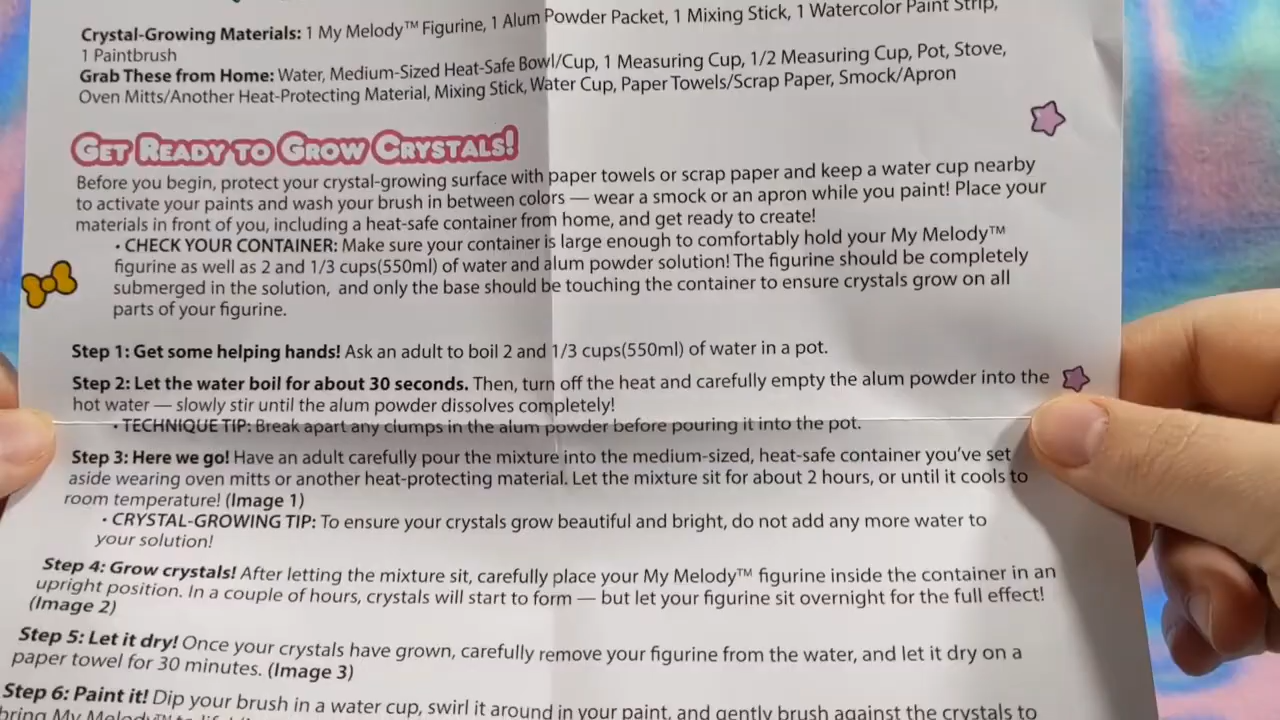 Crystal-Growing Materials: 1 My Melody™ Figurine, 1 Alum Powder Packet, 1 Mixing Stick, 1 Watercolor Paint Strip,
1 Paintbrush
Grab These from Home: Water, Medium-Sized Heat-Safe Bowl/Cup, 1 Measuring Cup, 1/2 Measuring Cup, Pot, Stove,
Oven Mitts/Another Heat-Protecting Material, Mixing Stick, Water Cup, Paper Towels/Scrap Paper, Smock/Apron
GET READY TO GROW CRYSTALS!
Before you begin, protect your crystal-growing surface with paper towels or scrap paper and keep a water cup nearby
to activate your paints and wash your brush in between colors — wear a smock or an apron while you paint! Place your
materials in front of you, including a heat-safe container from home, and get ready to create!
• CHECK YOUR CONTAINER: Make sure your container is large enough to comfortably hold your My Melody™
figurine as well as 2 and 1/3 cups(550ml) of water and alum powder solution! The figurine should be completely
submerged in the solution, and only the base should be touching the container to ensure crystals grow on all
parts of your figurine.
Step 1: Get some helping hands! Ask an adult to boil 2 and 1/3 cups(550ml) of water in a pot.
Step 2: Let the water boil for about 30 seconds. Then, turn off the heat and carefully empty the alum powder into the
hot water — slowly stir until the alum powder dissolves completely!
• TECHNIQUE TIP: Break apart any clumps in the alum powder before pouring it into the pot.
Step 3: Here we go! Have an adult carefully pour the mixture into the medium-sized, heat-safe container you've set
aside wearing oven mitts or another heat-protecting material. Let the mixture sit for about 2 hours, or until it cools to
room temperature! (Image 1)
• CRYSTAL-GROWING TIP: To ensure your crystals grow beautiful and bright, do not add any more water to
your solution!
Step 4: Grow crystals! After letting the mixture sit, carefully place your My Melody™ figurine inside the container in an
upright position. In a couple of hours, crystals will start to form — but let your figurine sit overnight for the full effect!
(Image 2)
Step 5: Let it dry! Once your crystals have grown, carefully remove your figurine from the water, and let it dry on a
paper towel for 30 minutes. (Image 3)
Step 6: Paint it! Dip your brush in a water cup, swirl it around in your paint, and gently brush against the crystals to
bring My Melody™